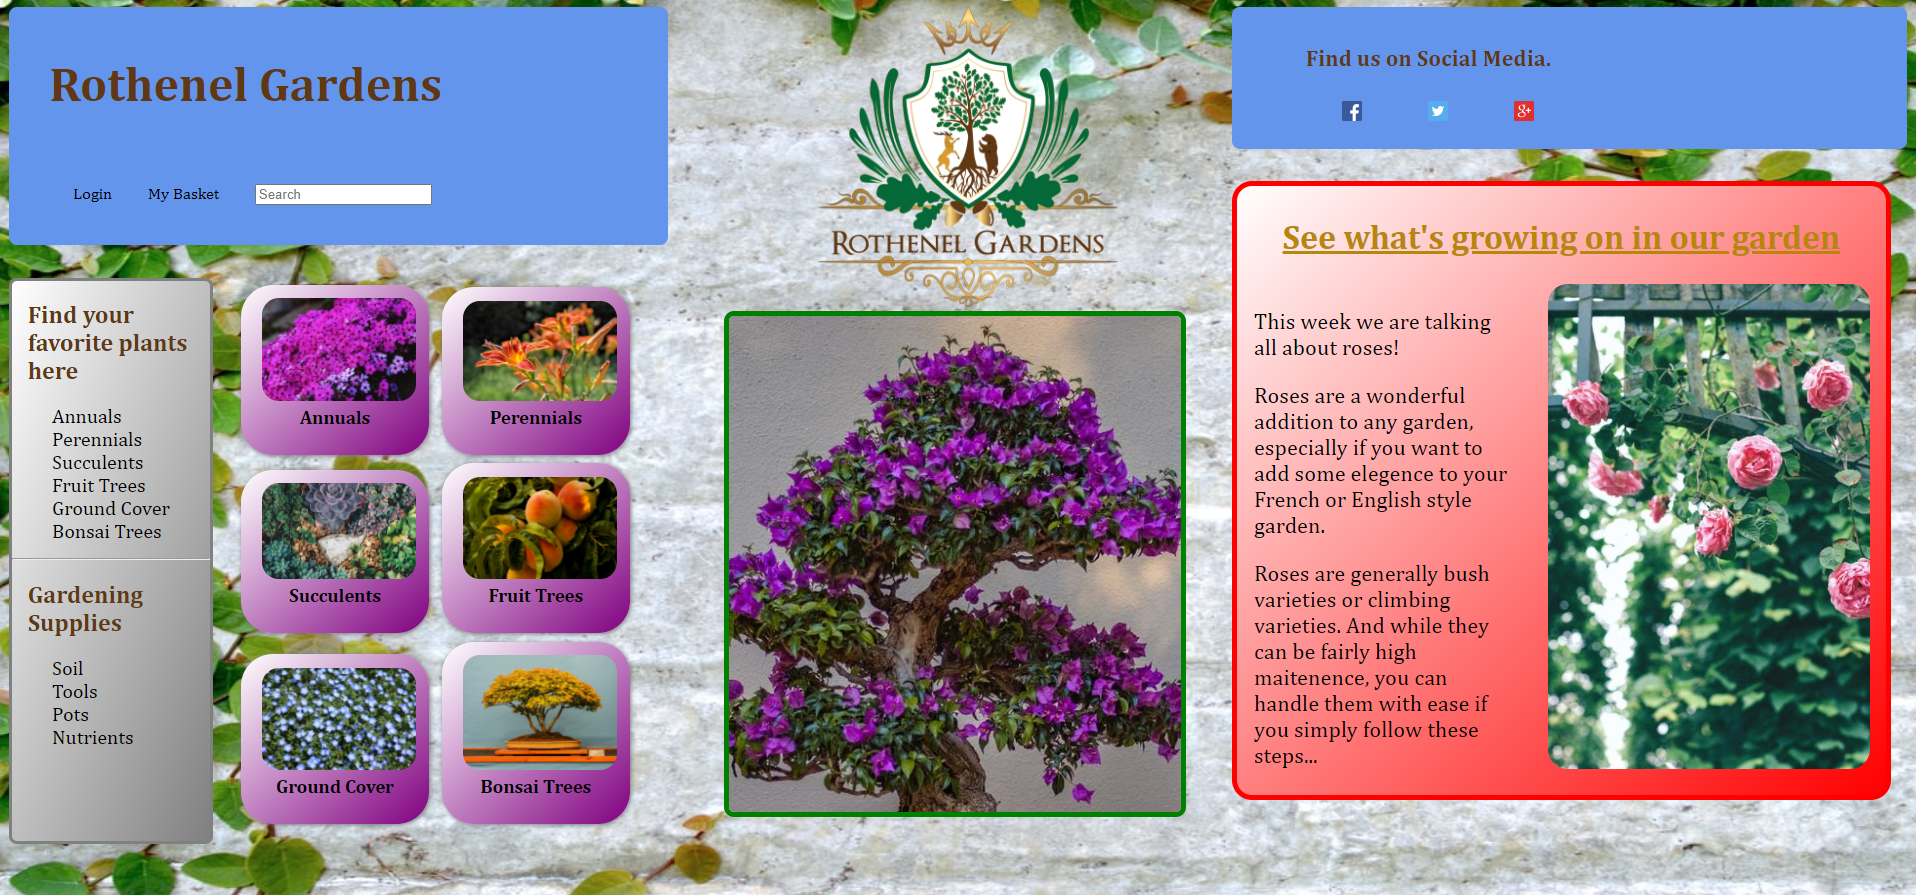 Rothenel Gardens
Login
My Basket
Search
ROTHENEL GARDENS
Find us on Social Media.
Find your
favorite plants
here
Annuals
Perennials
Succulents
Fruit Trees
Ground Cover
Bonsai Trees
Gardening
Supplies
Soil
Tools
Pots
Nutrients
Annuals
Perennials
Succulents
Fruit Trees
Ground Cover
Bonsai Trees
See what's growing on in our garden
This week we are talking
all about roses!
Roses are a wonderful
addition to any garden,
especially if you want to
add some elegence to your
French or English style
garden.
Roses are generally bush
varieties or climbing
varieties. And while they
can be fairly high
maitenence, you can
handle them with ease if
you simply follow these
steps...